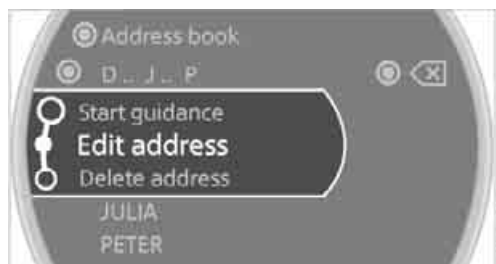 Address book
D .. J .. P
Start guidance
Edit address
Delete address
JULIA
PETER